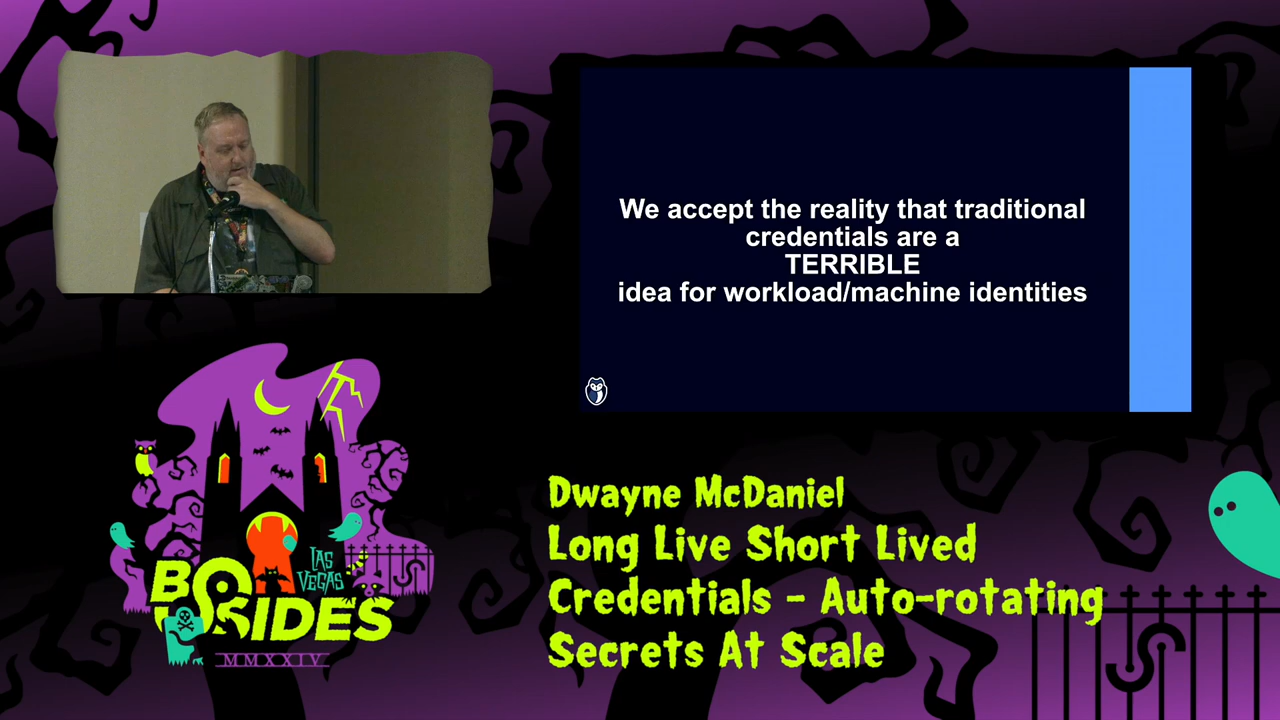 We accept the reality that traditional
credentials are a
TERRIBLE
idea for workload/machine identities
LAS
VEGAS
BSIDES
MMXXIV
Dwayne McDaniel
Long Live Short Lived
Credentials - Auto-rotating
Secrets At Scale